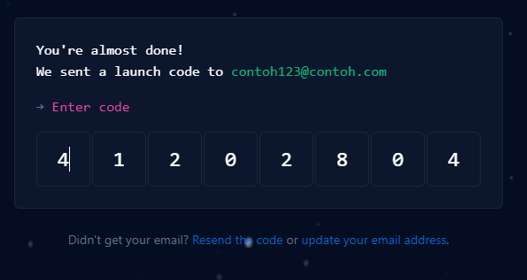 You're almost done!
We sent a launch code to contoh123@contoh.com
→ Enter code
4 1 2 0 2 8 0 4
Didn't get your email? Resend the code or update your email address.